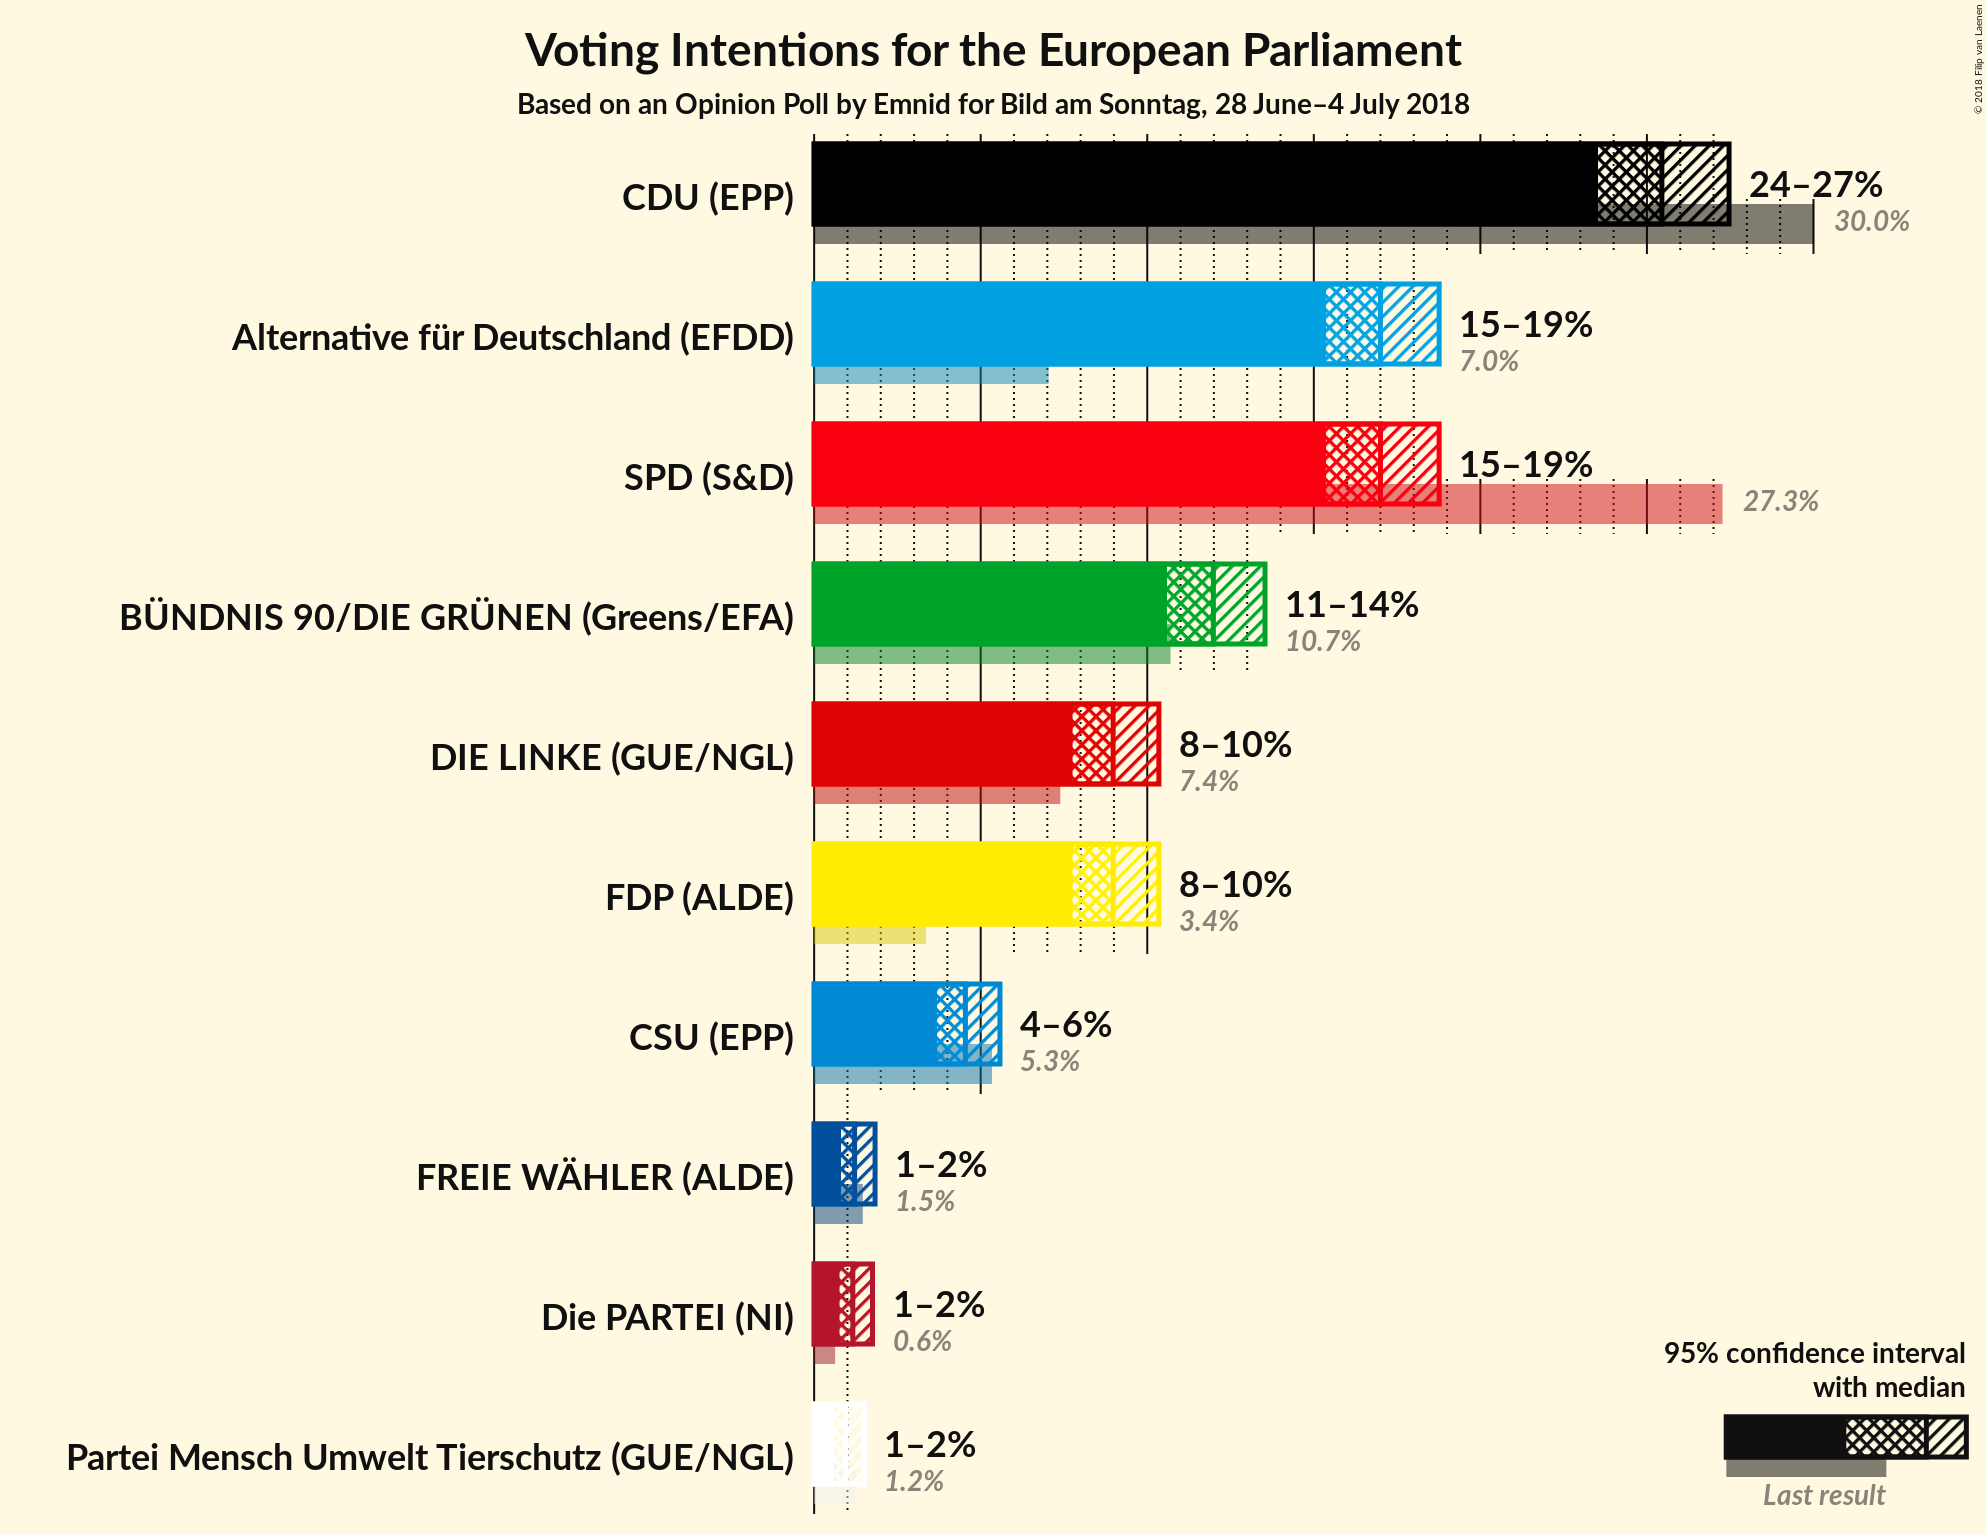 Voting Intentions for the European Parliament
Based on an Opinion Poll by Emnid for Bild am Sonntag, 28 June–4 July 2018
© 2018 Filip van Laenen
CDU (EPP)
24–27%
30.0%
Alternative für Deutschland (EFDD)
15–19%
7.0%
SPD (S&D)
15–19%
27.3%
BÜNDNIS 90/DIE GRÜNEN (Greens/EFA)
11–14%
10.7%
DIE LINKE (GUE/NGL)
8–10%
7.4%
FDP (ALDE)
8–10%
3.4%
CSU (EPP)
4–6%
5.3%
FREIE WÄHLER (ALDE)
1–2%
1.5%
Die PARTEI (NI)
1–2%
0.6%
Partei Mensch Umwelt Tierschutz (GUE/NGL)
1–2%
1.2%
95% confidence interval
with median
Last result